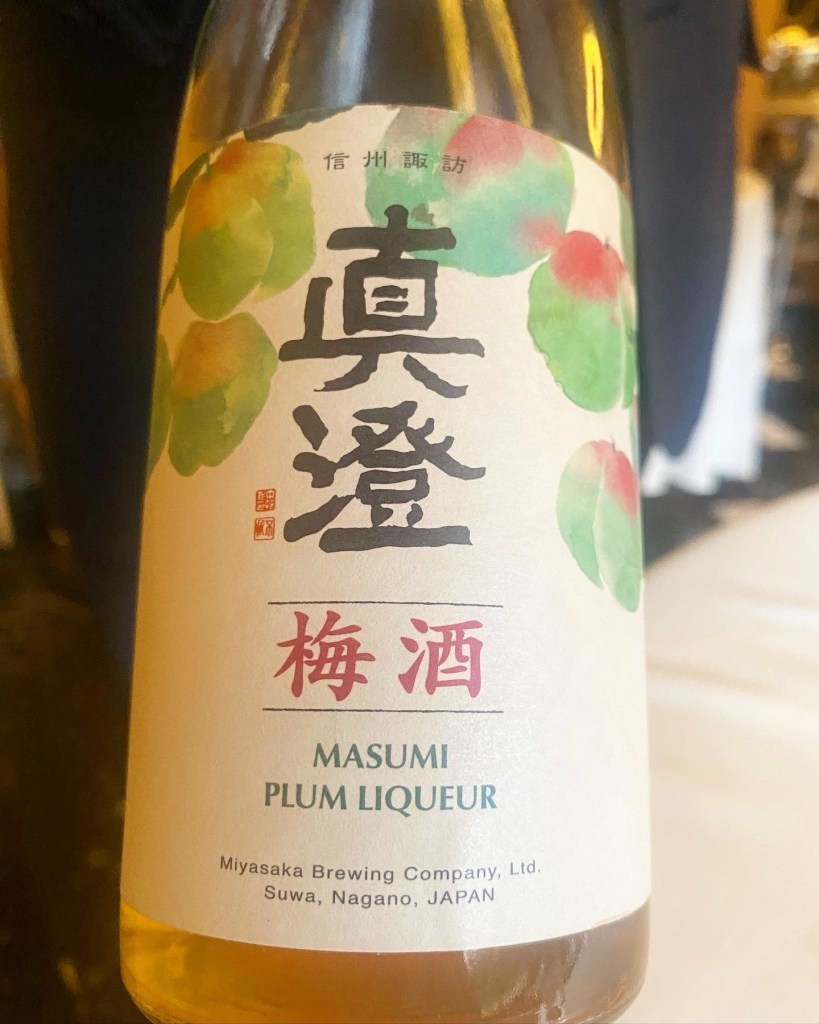 信州諏訪
真澄
梅酒
MASUMI
PLUM LIQUEUR
Miyasaka Brewing Company, Ltd.
Suwa, Nagano, JAPAN